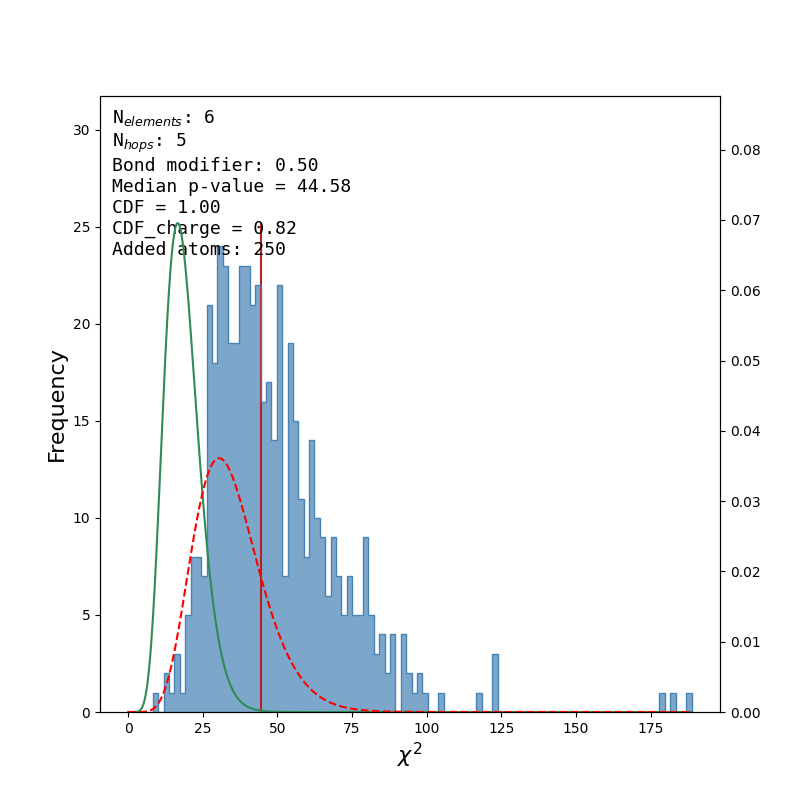 N_elements: 6
N_hops: 5
Bond modifier: 0.50
Median p-value = 44.58
CDF = 1.00
CDF_charge = 0.82
Added atoms: 250
Frequency
30
25
20
15
10
5
0
0.08
0.07
0.06
0.05
0.04
0.03
0.02
0.01
0.00
0 25 50 75 100 125 150 175
χ²